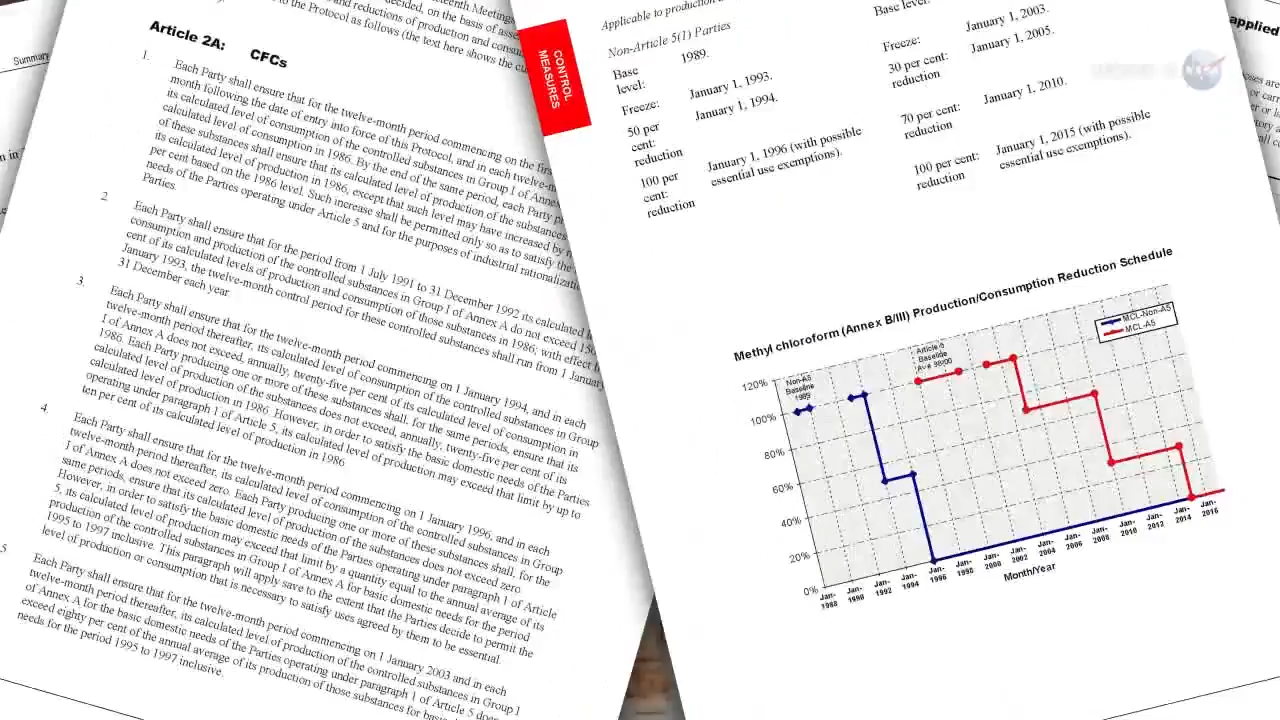 Summary
decided, on the basis of
and reductions of production and
to the Protocol as follows (the text here shows the
Article 2A: CFCs
1. Each Party shall ensure that for the twelve-month period commencing on the first
month following the date of entry into force of this Protocol, and in each
its calculated level of consumption of the controlled substances in Group I of Annex
calculated level of consumption in 1986. By the end of the same period, each Party
of these substances shall ensure that its calculated level of production of the substances
its calculated level of production in 1986, except that such level may have increased by
per cent based on the 1986 level. Such increase shall be permitted only so as to satisfy the
needs of the Parties operating under Article 5 and for the purposes of industrial
Parties.
2. Each Party shall ensure that for the period from 1 July 1991 to 31 December 1992 its calculated
consumption and production of the controlled substances in Group I of Annex A do not exceed 150
cent of its calculated levels of production and consumption of those substances in 1986; with effect
January 1993, the twelve-month control period for these controlled substances shall run from 1
31 December each year
3. Each Party shall ensure that for the twelve-month period commencing on 1 January 1994, and in each
twelve-month period thereafter, its calculated level of consumption of the controlled substances in Group
I of Annex A does not exceed, annually, twenty-five per cent of its calculated level of consumption in
1986. Each Party producing one or more of these substances shall, for the same periods, ensure that its
calculated level of production of the substances does not exceed, annually, twenty-five per cent of its
calculated level of production in 1986. However, in order to satisfy the basic domestic needs of the Parties
operating under paragraph 1 of Article 5, its calculated level of production may exceed that limit by up to
ten per cent of its calculated level of production in 1986
4. Each Party shall ensure that for the twelve-month period commencing on 1 January 1996, and in each
twelve-month period thereafter, its calculated level of consumption of the controlled substances in Group
I of Annex A does not exceed zero. Each Party producing one or more of these substances shall, for the
same periods, ensure that its calculated level of production of the substances does not exceed zero.
However, in order to satisfy the basic domestic needs of the Parties operating under paragraph 1 of Article
5, its calculated level of production may exceed that limit by a quantity equal to the annual average of its
production of the controlled substances in Group I of Annex A for basic domestic needs for the period
1995 to 1997 inclusive. This paragraph will apply save to the extent that the Parties decide to permit the
level of production or consumption that is necessary to satisfy uses agreed by them to be essential.
5 Each Party shall ensure that for the twelve-month period commencing on 1 January 2003 and in each
twelve-month period thereafter, its calculated level of production of the controlled substances in Group I
of Annex A for the basic domestic needs of the Parties operating under paragraph 1 of Article 5 does
exceed eighty per cent of the annual average of its production of those substances for
needs for the period 1995 to 1997 inclusive.
CONTROL
MEASURES
Applicable to production
Non-Article 5(1) Parties
Base level: 1989.
Freeze: January 1, 1993.
50 per cent: reduction January 1, 1994.
100 per cent: reduction January 1, 1996 (with possible
essential use exemptions).
Base level:
Freeze: January 1, 2003.
30 per cent: reduction January 1, 2005.
70 per cent: reduction January 1, 2010.
100 per cent: reduction January 1, 2015 (with possible
essential use exemptions).
applied
Methyl chloroform (Annex B/III) Production/Consumption Reduction Schedule
MCL-Non-A5
MCL-A5
Non-A5
Baseline
1989
Article 5
Baseline
Ave 98/00
120%
100%
80%
60%
40%
20%
0%
Jan-1988 Jan-1990 Jan-1992 Jan-1994 Jan-1996 Jan-1998 Jan-2000 Jan-2002 Jan-2004 Jan-2006 Jan-2008 Jan-2010 Jan-2012 Jan-2014 Jan-2016
Month/Year